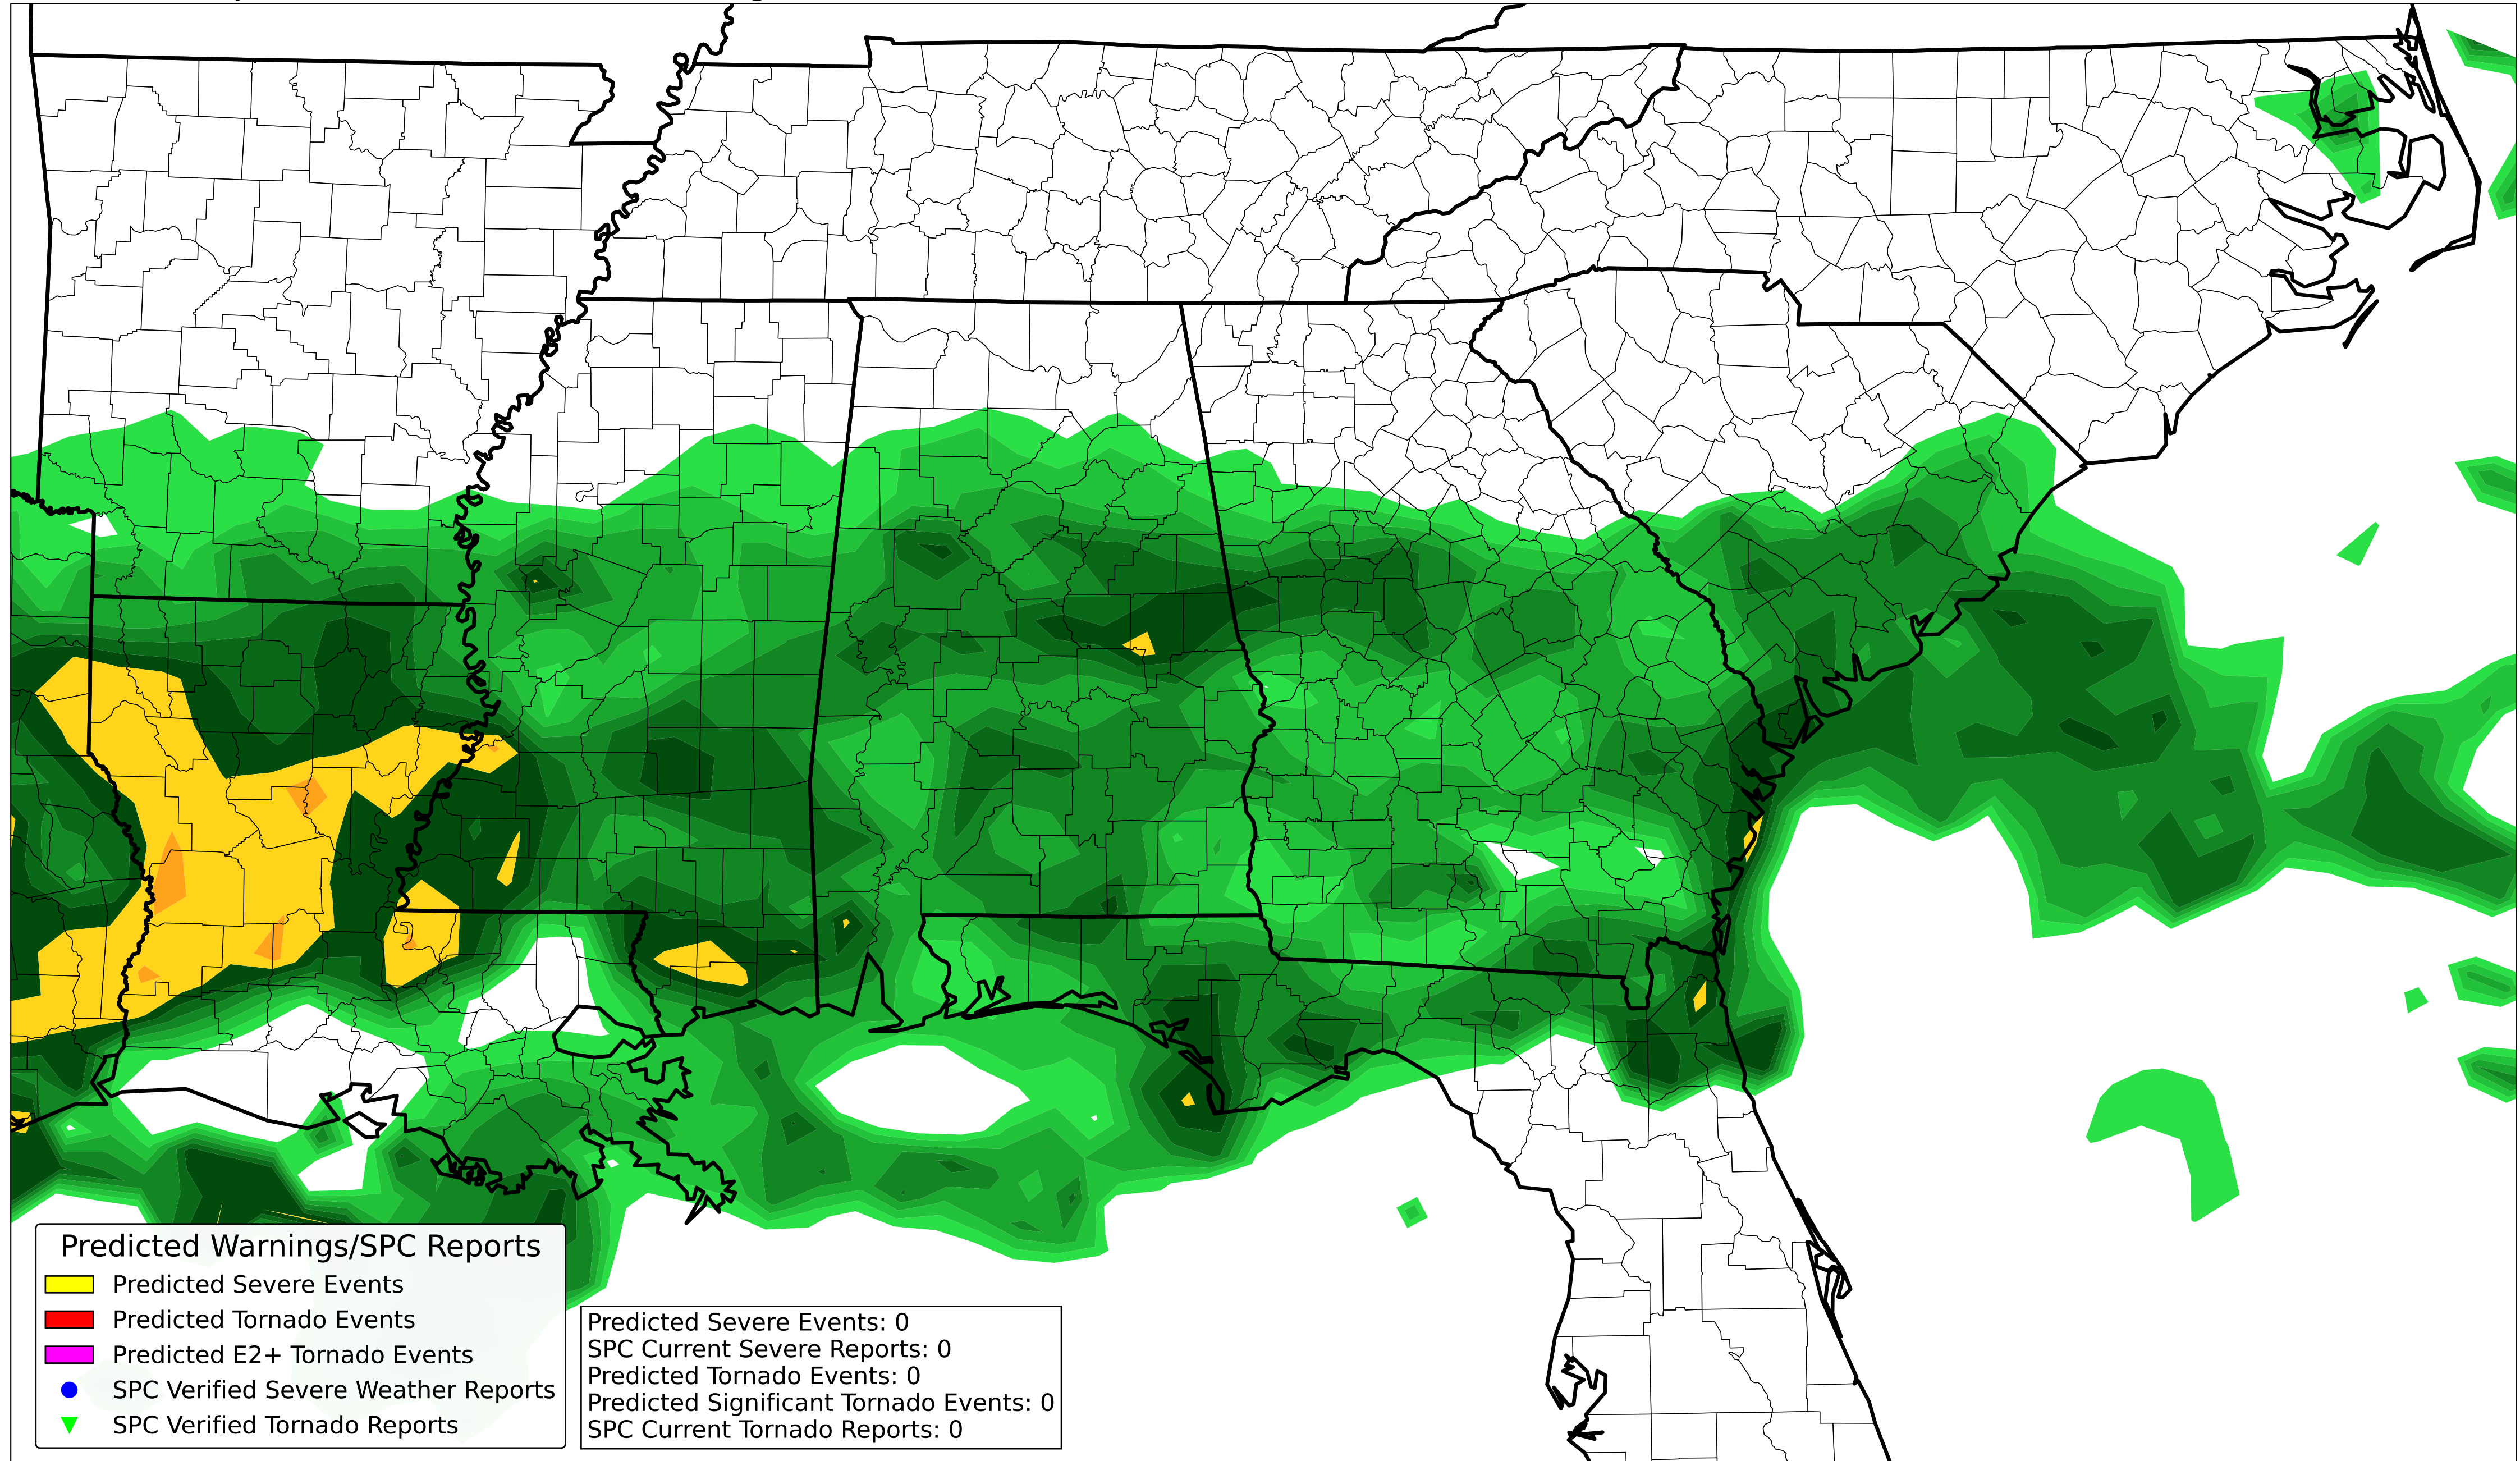 Predicted Warnings/SPC Reports
Predicted Severe Events
Predicted Tornado Events
Predicted E2+ Tornado Events
SPC Verified Severe Weather Reports
SPC Verified Tornado Reports
Predicted Severe Events: 0
SPC Current Severe Reports: 0
Predicted Tornado Events: 0
Predicted Significant Tornado Events: 0
SPC Current Tornado Reports: 0